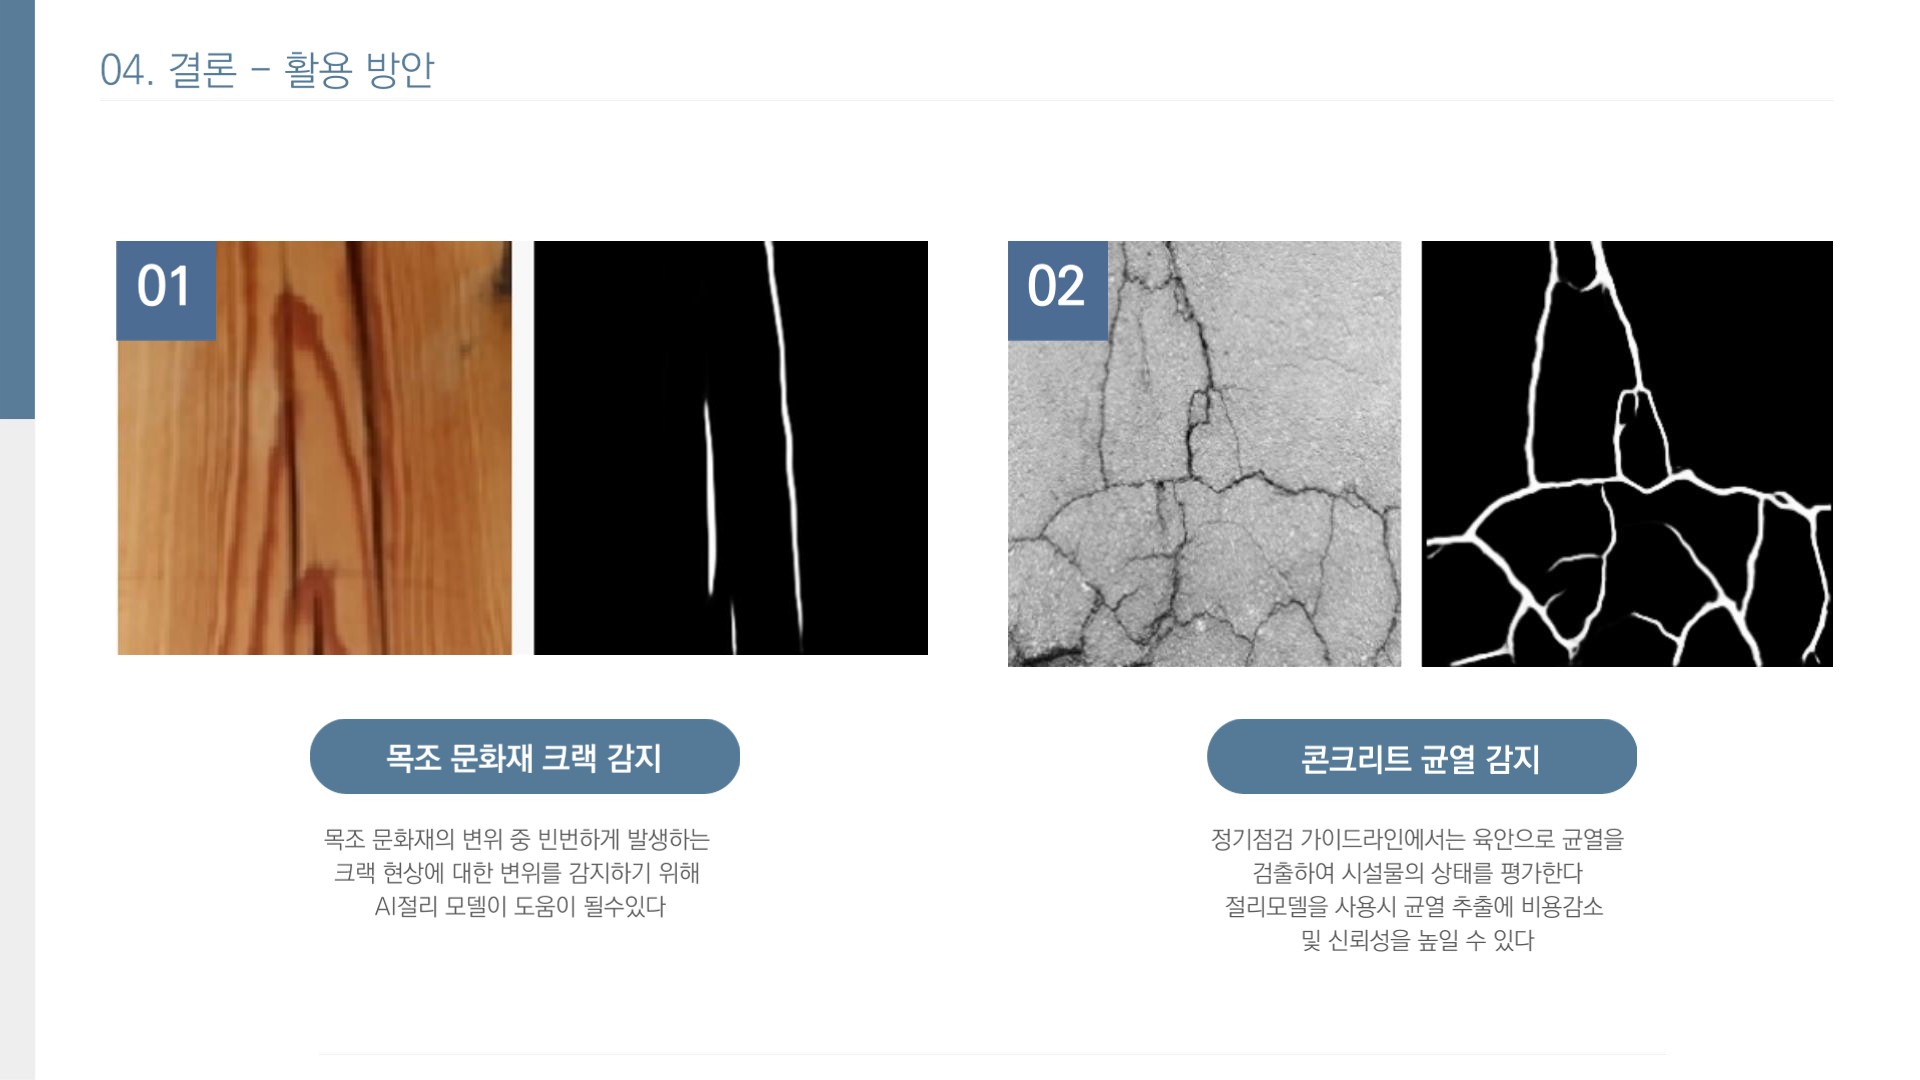 04. 결론 - 활용 방안
01
02
목조 문화재 크랙 감지
목조 문화재의 변위 중 빈번하게 발생하는
크랙 현상에 대한 변위를 감지하기 위해
AI절리 모델이 도움이 될수있다
콘크리트 균열 감지
정기점검 가이드라인에서는 육안으로 균열을
검출하여 시설물의 상태를 평가한다
절리모델을 사용시 균열 추출에 비용감소
및 신뢰성을 높일 수 있다